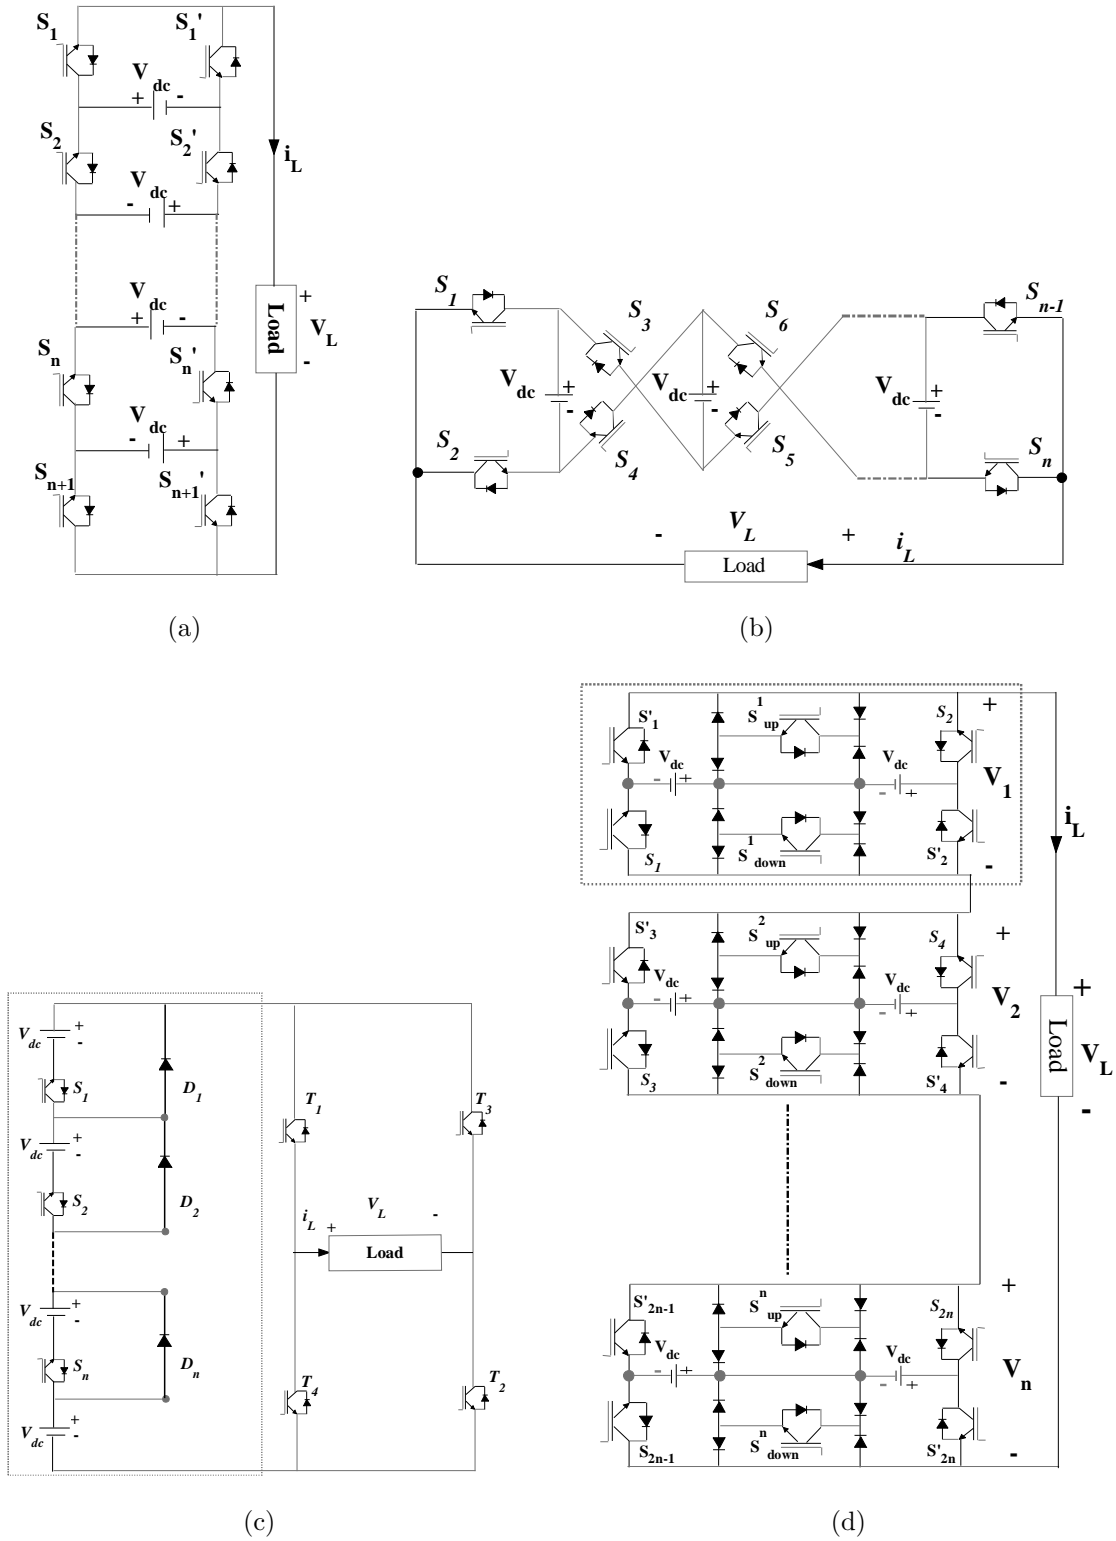 S1 S1'
Vdc
+ -
S2 S2'
iL
Vdc
- +
Vdc
+ -
Load
+
VL
-
Sn Sn'
Vdc
- +
Sn+1 Sn+1'
(a)
S1 S3 S6 Sn-1
Vdc + -
Vdc + -
Vdc + -
S2 S4 S5 Sn
- VL + iL
Load
(b)
Vdc + -
S1 D1
Vdc + -
S2 D2
Vdc + -
Sn Dn
Vdc + -
T1 T3
VL
iL + -
Load
T4 T2
(c)
S'1 S1up S2 +
Vdc Vdc V1
- + - +
S1 S1down S'2 -
iL
S'3 S2up S4 +
Vdc Vdc V2
- + - +
S3 S2down S'4 -
+
Load VL
-
S'2n-1 Snup S2n +
Vdc Vdc Vn
- + - +
S2n-1 Sndown S'2n -
(d)